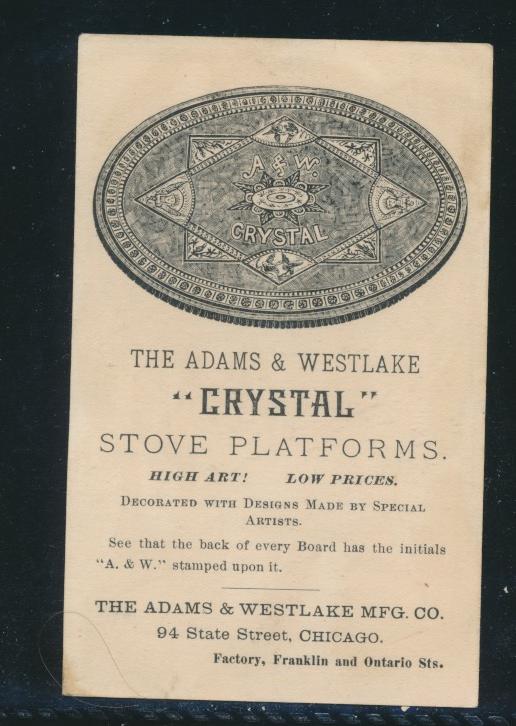 A & W.
CRYSTAL
THE ADAMS & WESTLAKE
"CRYSTAL"
STOVE PLATFORMS.
HIGH ART! LOW PRICES.
DECORATED WITH DESIGNS MADE BY SPECIAL
ARTISTS.
See that the back of every Board has the initials
"A. & W." stamped upon it.
THE ADAMS & WESTLAKE MFG. CO.
94 State Street, CHICAGO.
Factory, Franklin and Ontario Sts.